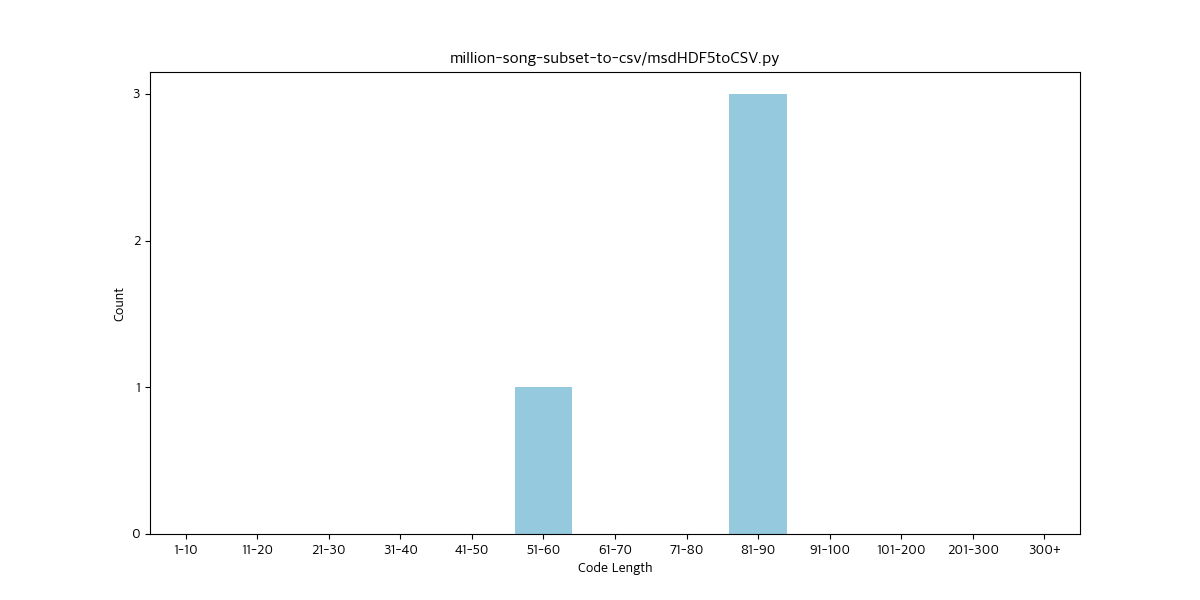 million-song-subset-to-csv/msdHDF5toCSV.py
Count
3
2
1
0
1-10 11-20 21-30 31-40 41-50 51-60 61-70 71-80 81-90 91-100 101-200 201-300 300+
Code Length